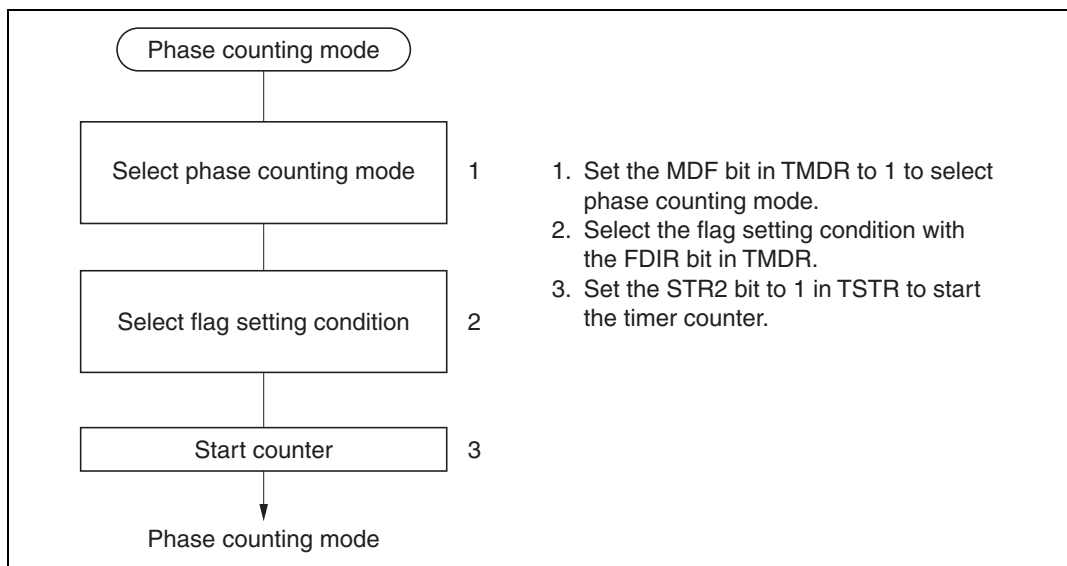 Phase counting mode
Select phase counting mode 1
Select flag setting condition 2
Start counter 3
Phase counting mode
1. Set the MDF bit in TMDR to 1 to select
phase counting mode.
2. Select the flag setting condition with
the FDIR bit in TMDR.
3. Set the STR2 bit to 1 in TSTR to start
the timer counter.